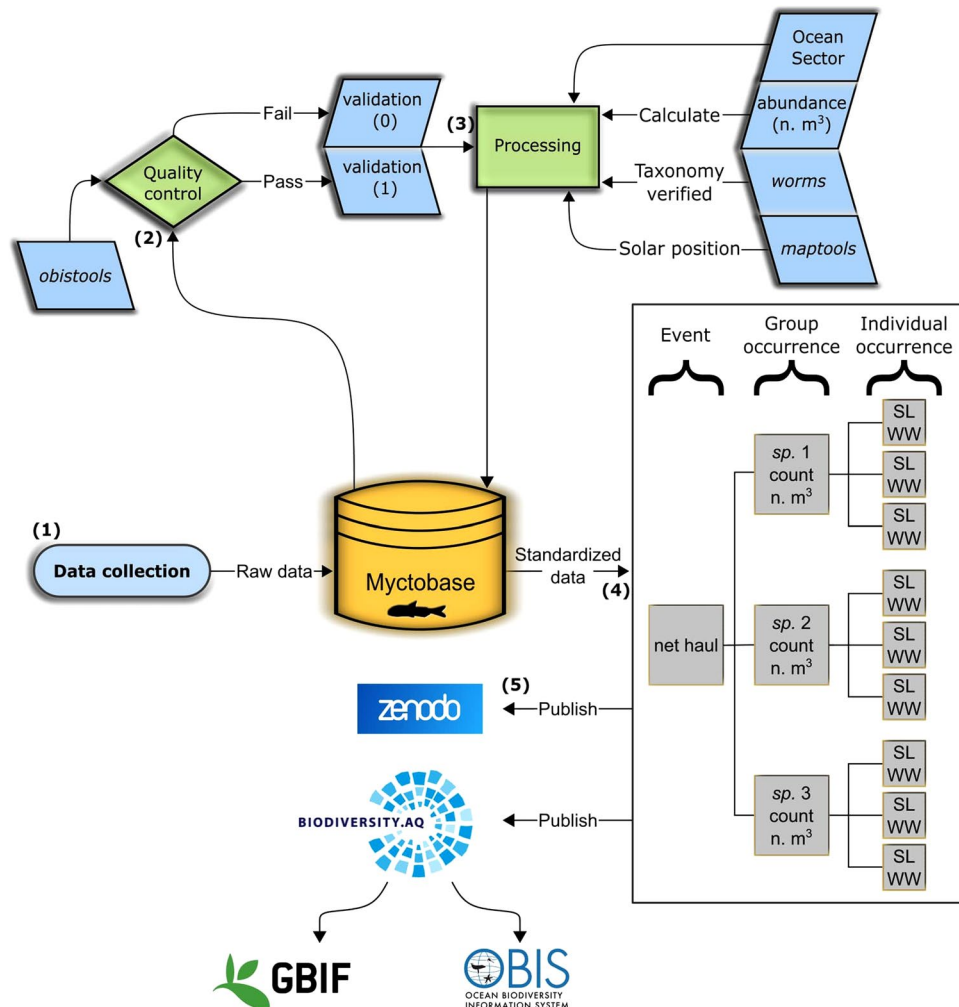 Ocean
Sector
Fail
validation
(0)
Calculate
abundance
(n. m³)
(3)
Processing
Quality
control
Pass
validation
(1)
Taxonomy
verified
worms
(2)
obistools
Solar position
maptools
Event
Group
occurrence
Individual
occurrence
SL
WW
sp. 1
count
n. m³
SL
WW
SL
WW
(1)
Data collection
Raw data
Myctobase
Standardized
data
(4)
SL
WW
net haul
sp. 2
count
n. m³
SL
WW
SL
WW
zenodo
(5)
Publish
SL
WW
BIODIVERSITY.AQ
Publish
sp. 3
count
n. m³
SL
WW
SL
WW
GBIF
OBIS
OCEAN BIODIVERSITY
INFORMATION SYSTEM